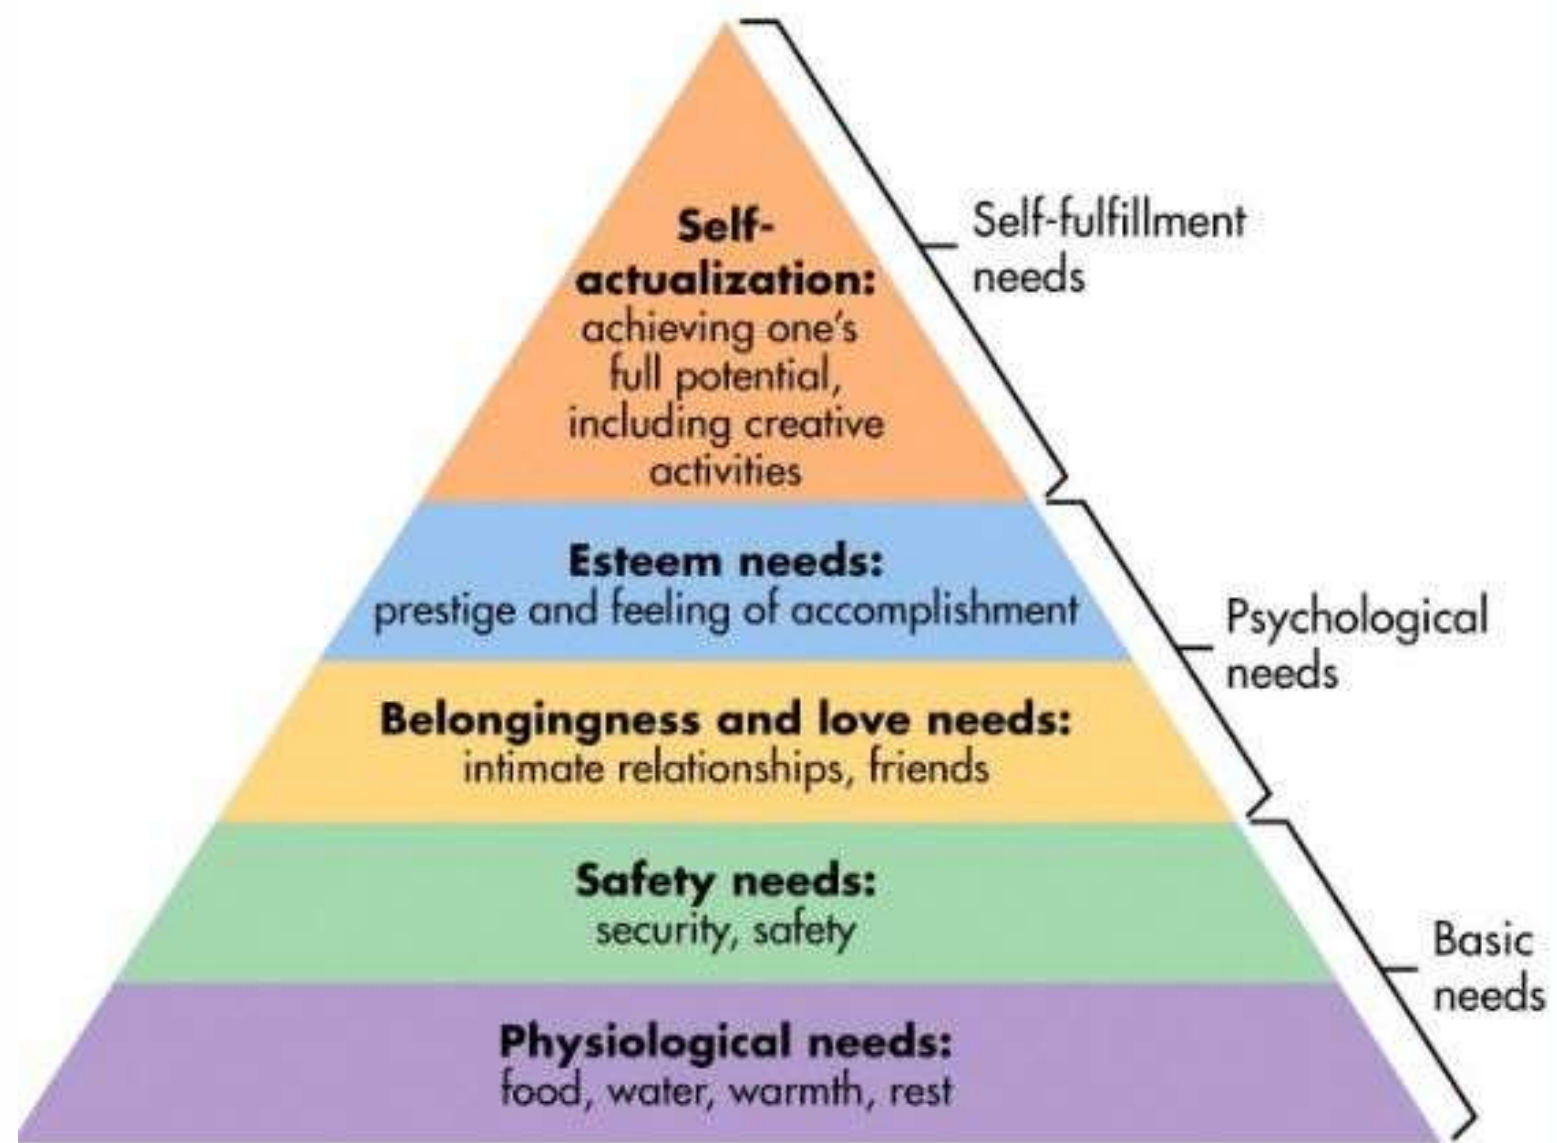 Self-
actualization:
achieving one's
full potential,
including creative
activities
Self-fulfillment
needs
Esteem needs:
prestige and feeling of accomplishment
Psychological
needs
Belongingness and love needs:
intimate relationships, friends
Safety needs:
security, safety
Basic
needs
Physiological needs:
food, water, warmth, rest